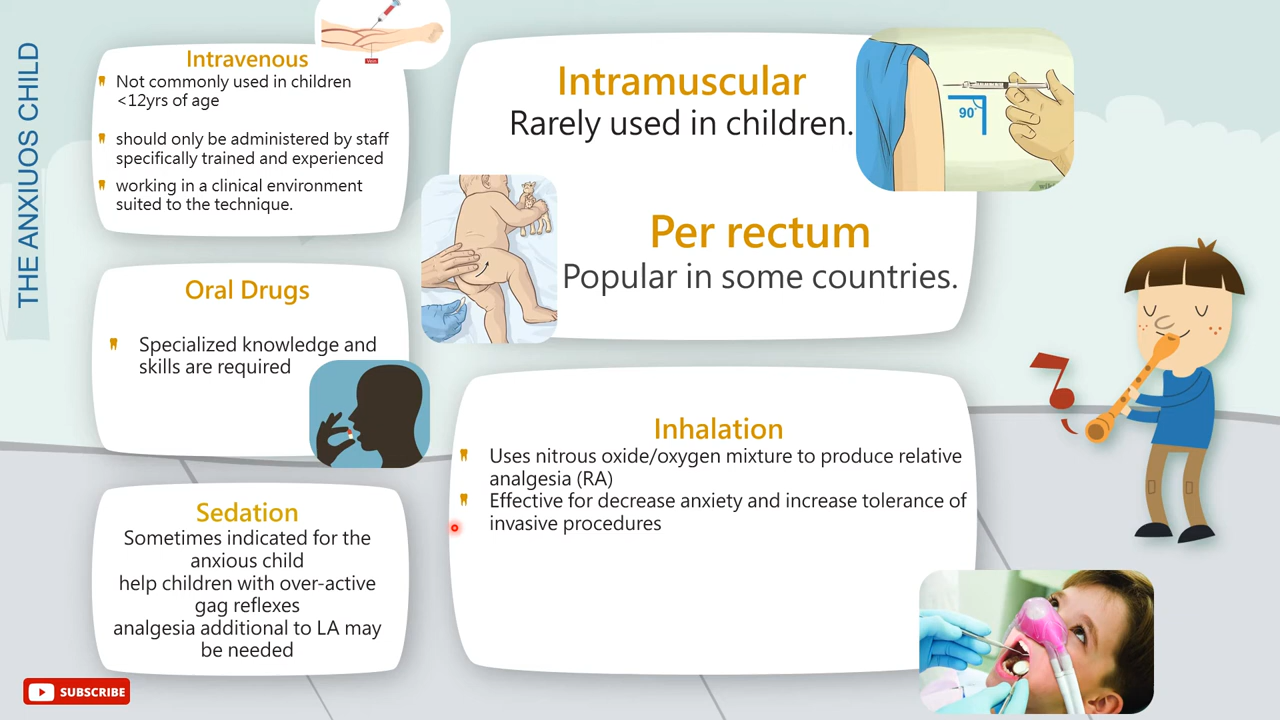 THE ANXIUOS CHILD
Intravenous
Not commonly used in children
<12yrs of age
should only be administered by staff
specifically trained and experienced
working in a clinical environment
suited to the technique.
Oral Drugs
Specialized knowledge and
skills are required
Sedation
Sometimes indicated for the
anxious child
help children with over-active
gag reflexes
analgesia additional to LA may
be needed
Intramuscular
Rarely used in children.
90°
Per rectum
Popular in some countries.
Inhalation
Uses nitrous oxide/oxygen mixture to produce relative
analgesia (RA)
Effective for decrease anxiety and increase tolerance of
invasive procedures
SUBSCRIBE